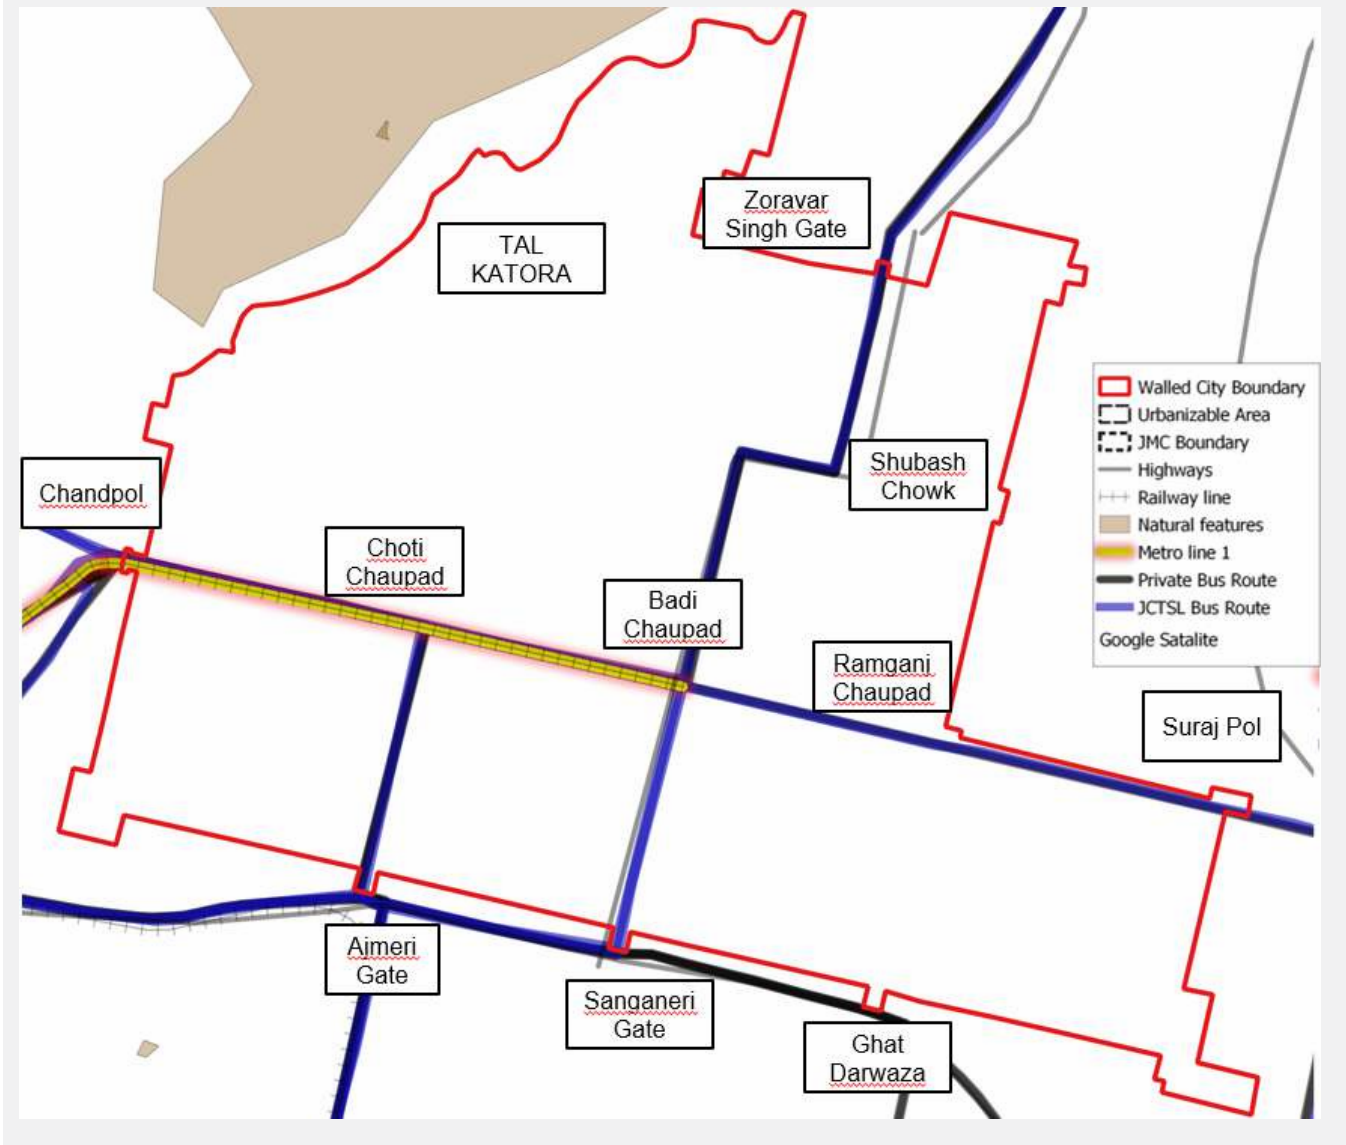 Zoravar
Singh Gate
TAL
KATORA
Walled City Boundary
Urbanizable Area
JMC Boundary
Highways
Railway line
Natural features
Metro line 1
Private Bus Route
JCTSL Bus Route
Google Satalite
Shubash
Chowk
Chandpol
Choti
Chaupad
Badi
Chaupad
Ramganj
Chaupad
Suraj Pol
Ajmeri
Gate
Sanganeri
Gate
Ghat
Darwaza